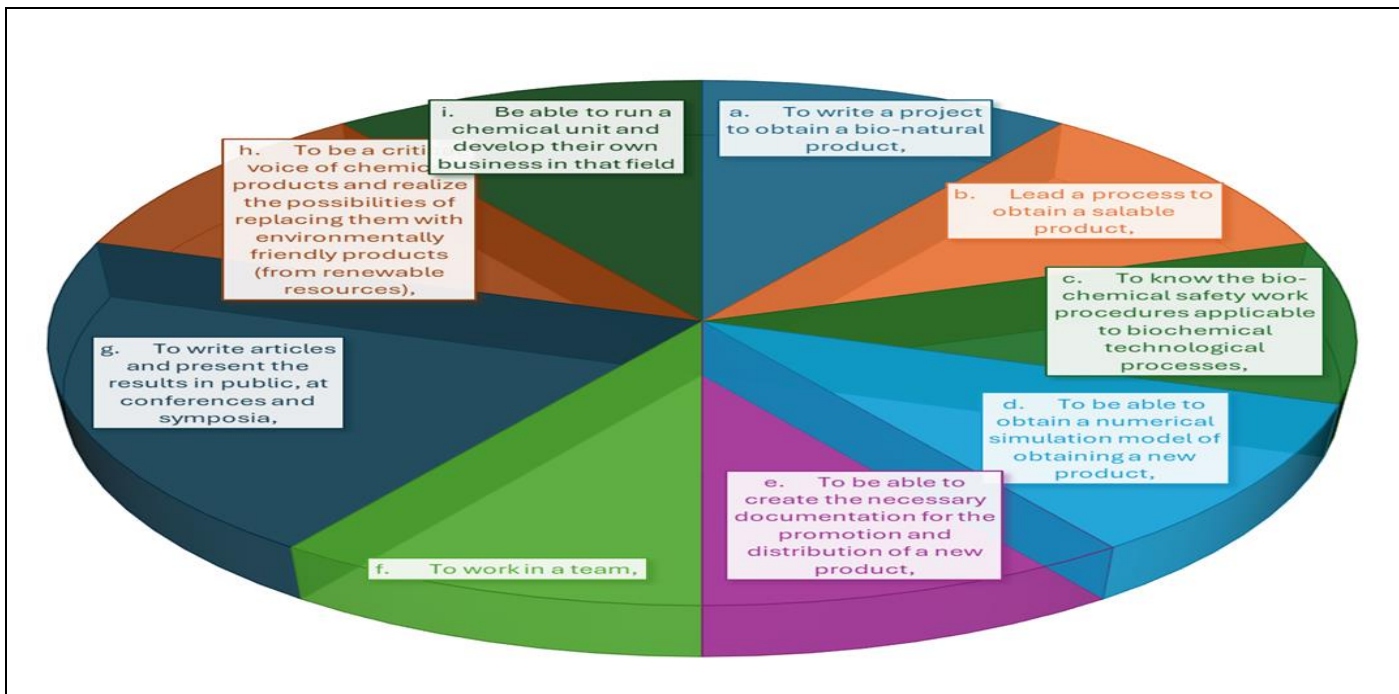 a. To write a project
to obtain a bio-natural
product,
b. Lead a process to
obtain a salable
product,
c. To know the bio-
chemical safety work
procedures applicable
to biochemical
technological
processes,
d. To be able to
obtain a numerical
simulation model of
obtaining a new
product,
e. To be able to
create the necessary
documentation for the
promotion and
distribution of a new
product,
f. To work in a team,
g. To write articles
and present the
results in public, at
conferences and
symposia,
h. To be a critic
voice of chemic
products and realize
the possibilities of
replacing them with
environmentally
friendly products
(from renewable
resources),
i. Be able to run a
chemical unit and
develop their own
business in that field